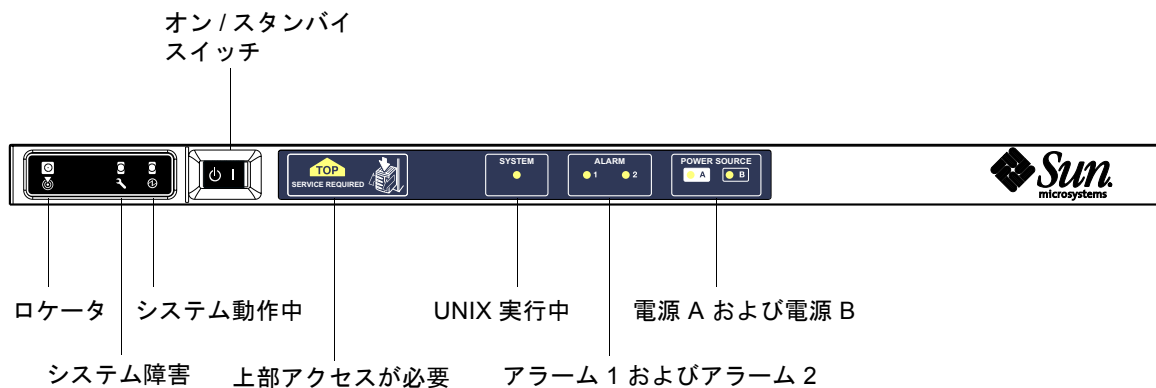 オン / スタンバイ
スイッチ
TOP
SERVICE REQUIRED
SYSTEM
ALARM
1
2
POWER SOURCE
A
B
Sun.
microsystems
ロケータ
システム動作中
UNIX 実行中
電源 A および電源 B
システム障害
上部アクセスが必要
アラーム 1 およびアラーム 2